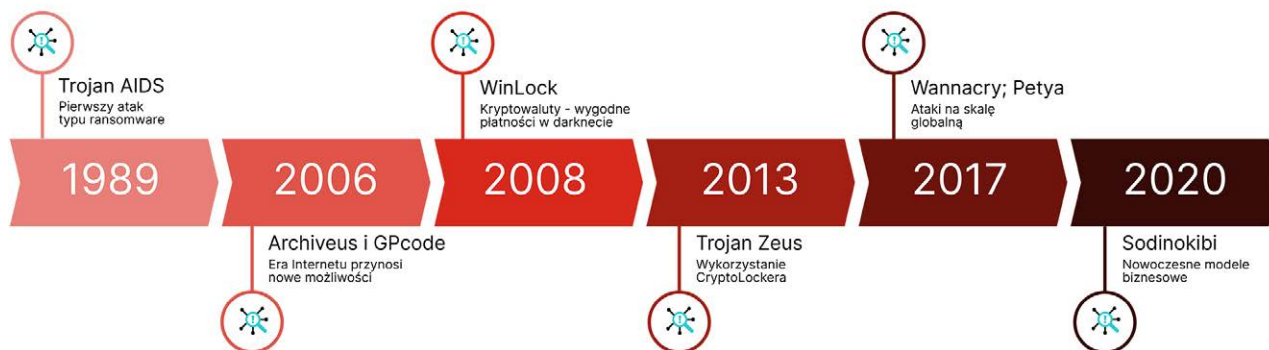 Trojan AIDS
Pierwszy atak
typu ransomware
WinLock
Kryptowaluty - wygodne
płatności w darknecie
Wannacry; Petya
Ataki na skalę
globalną
1989
2006
2008
2013
2017
2020
Archiveus i GPcode
Era Internetu przynosi
nowe możliwości
Trojan Zeus
Wykorzystanie
CryptoLockera
Sodinokibi
Nowoczesne modele
biznesowe